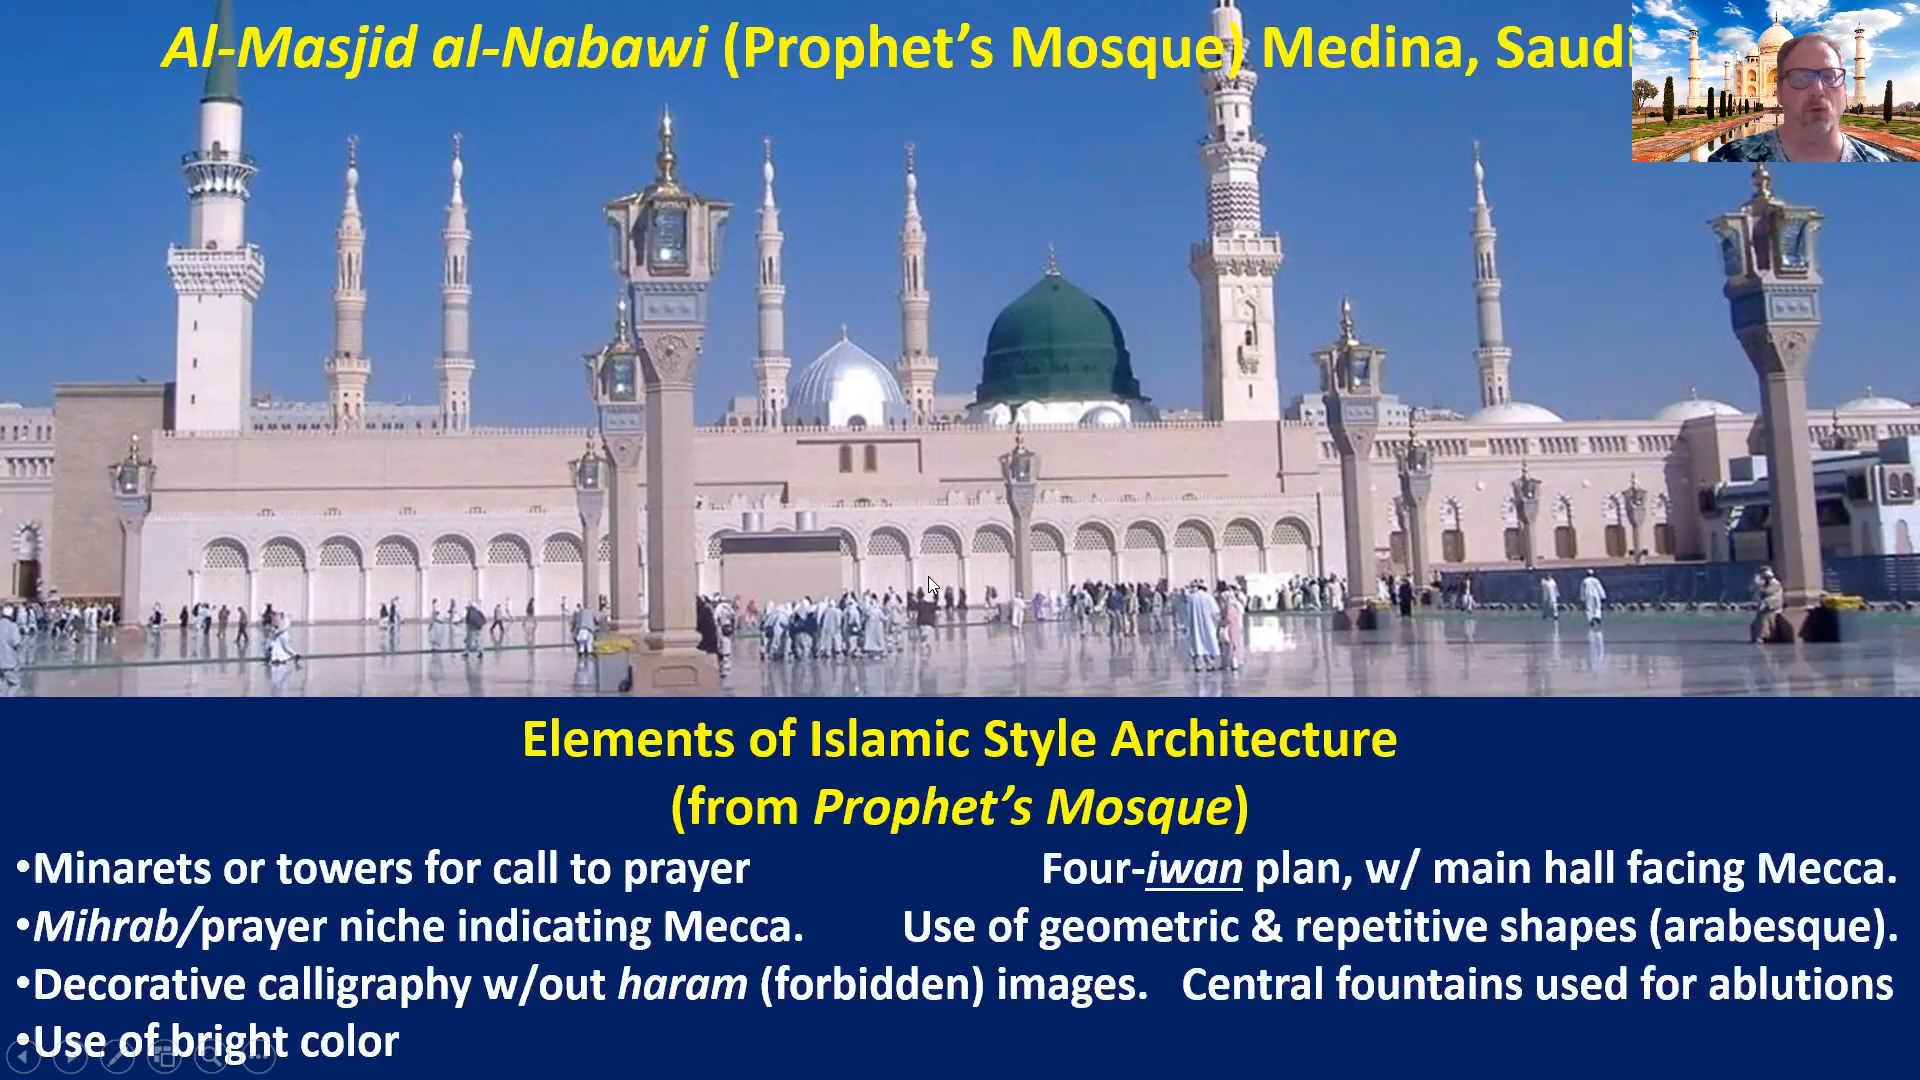 Al-Masjid al-Nabawi (Prophet’s Mosque) Medina, Saudi
Elements of Islamic Style Architecture
(from Prophet’s Mosque)
•Minarets or towers for call to prayer Four-iwan plan, w/ main hall facing Mecca.
•Mihrab/prayer niche indicating Mecca. Use of geometric & repetitive shapes (arabesque).
•Decorative calligraphy w/out haram (forbidden) images. Central fountains used for ablutions
•Use of bright color